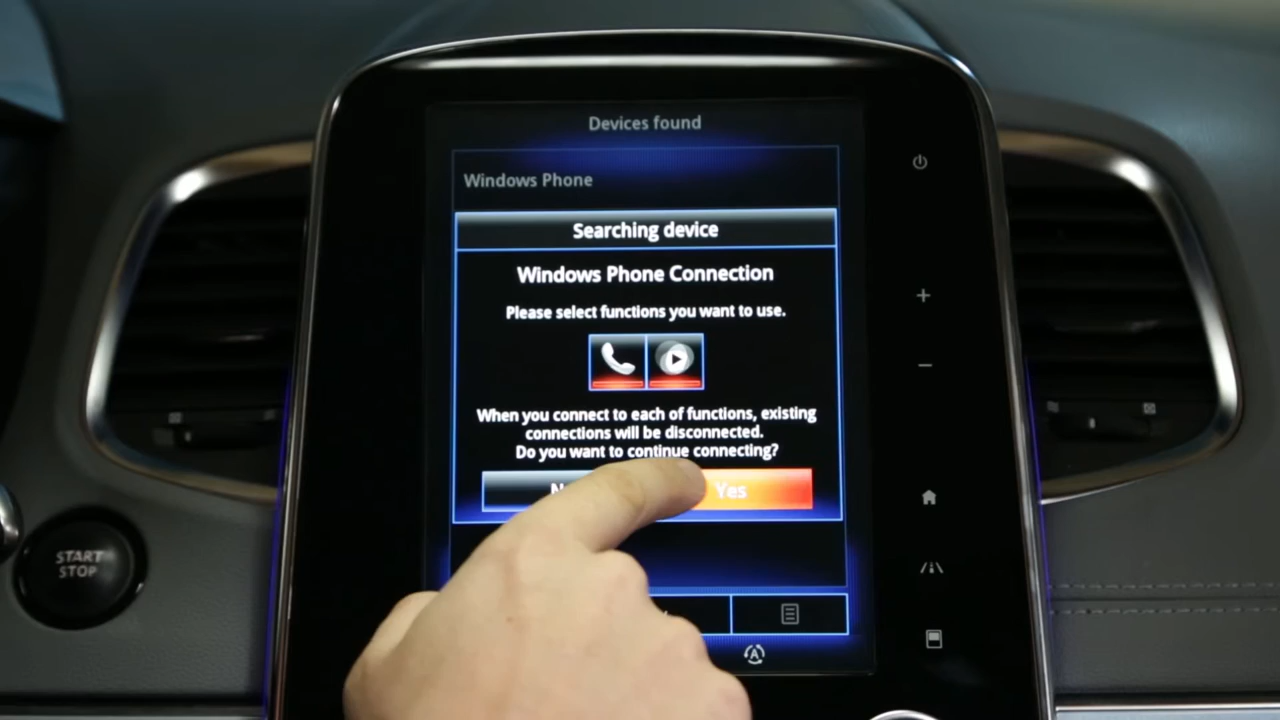 Devices found
Windows Phone
Searching device
Windows Phone Connection
Please select functions you want to use.
When you connect to each of functions, existing
connections will be disconnected.
Do you want to continue connecting?
Yes
START
STOP
A